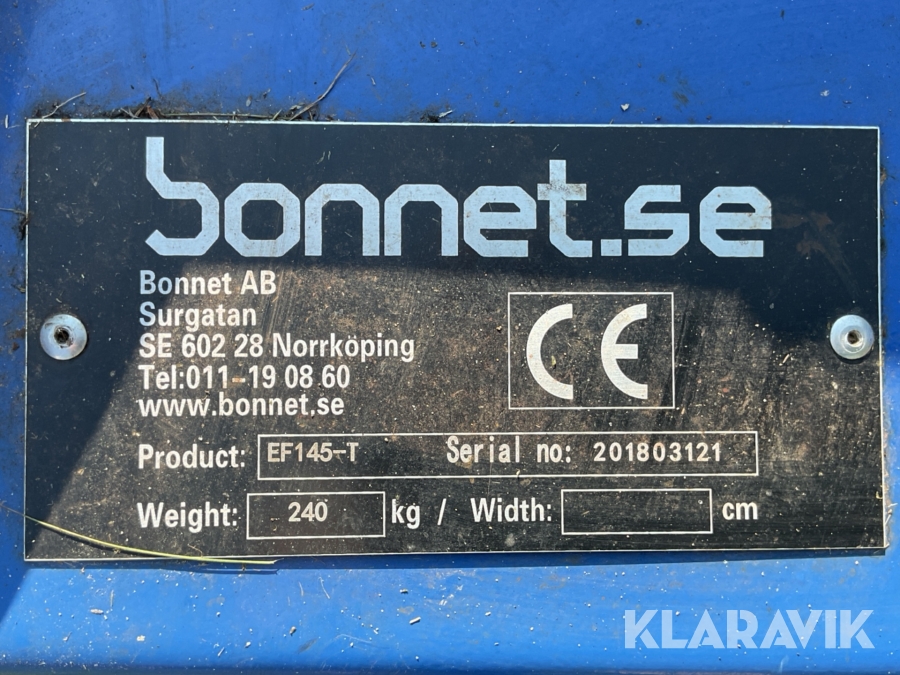 bonnet.se
Bonnet AB
Surgatan
SE 602 28 Norrköping
Tel:011-19 08 60
www.bonnet.se
CE
Product: EF145-T Serial no: 201803121
Weight: 240 kg / Width: cm
KLARAVIK